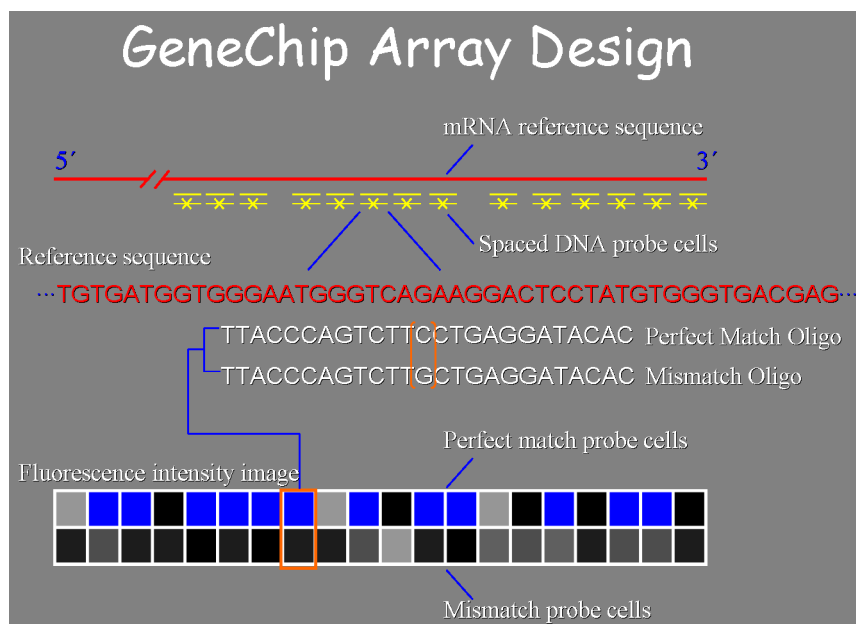 GeneChip Array Design
mRNA reference sequence
5´
3´
Spaced DNA probe cells
Reference sequence
...TGTGATGGTGGGAATGGGTCAGAAGGACTCCTATGTGGGTGACGAG...
TTACCCAGTCTTCCTGAGGATACAC Perfect Match Oligo
TTACCCAGTCTTGCTGAGGATACAC Mismatch Oligo
Perfect match probe cells
Fluorescence intensity image
Mismatch probe cells